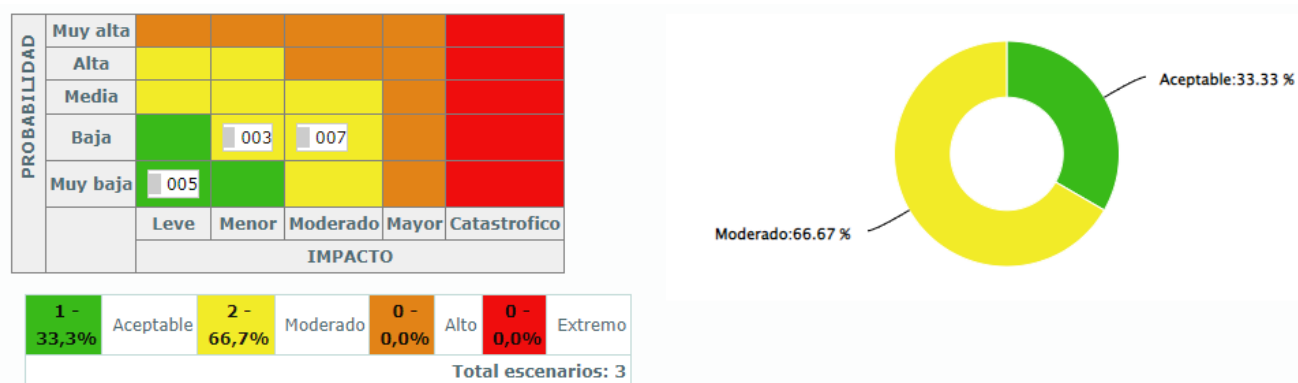 PROBABILIDAD
Muy alta
Alta
Media
Baja 003 007
Muy baja 005
Leve Menor Moderado Mayor Catastrofico
IMPACTO
1 - 33,3% Aceptable 2 - 66,7% Moderado 0 - 0,0% Alto 0 - 0,0% Extremo
Total escenarios: 3
Aceptable:33.33 %
Moderado:66.67 %